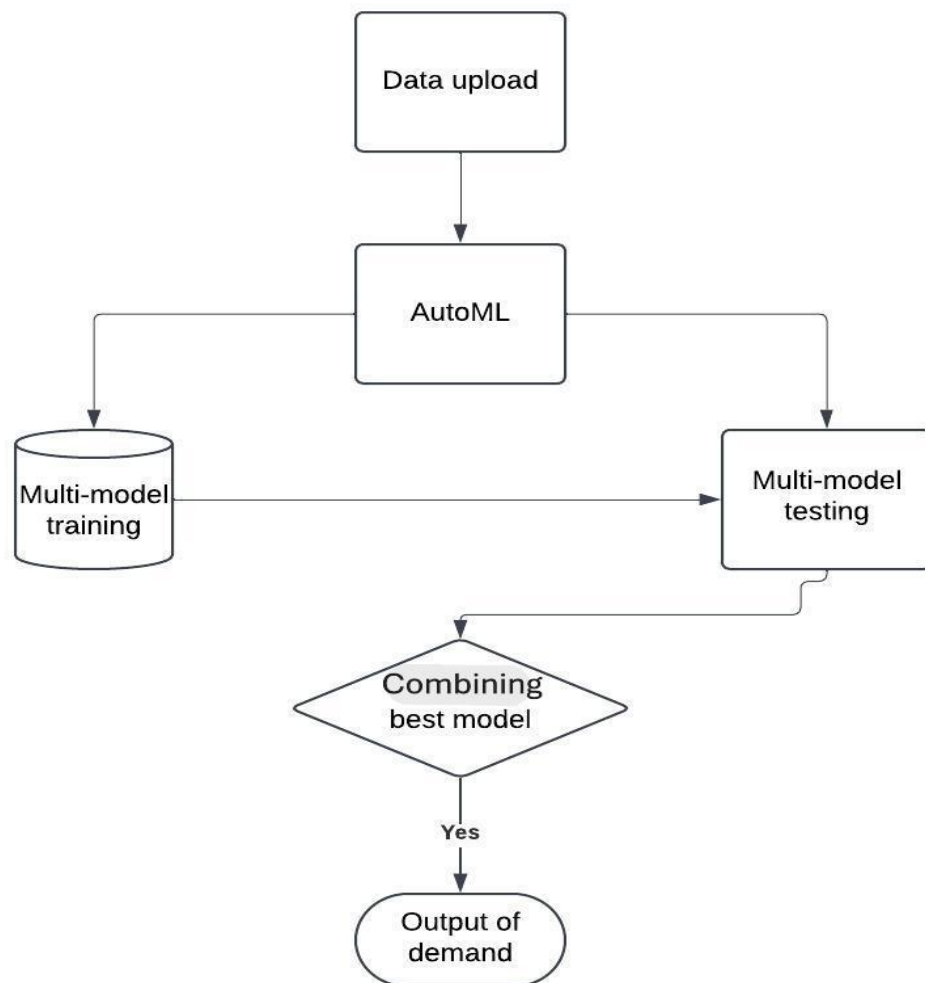 Data upload
AutoML
Multi-model
training
Multi-model
testing
Combining
best model
Yes
Output of
demand